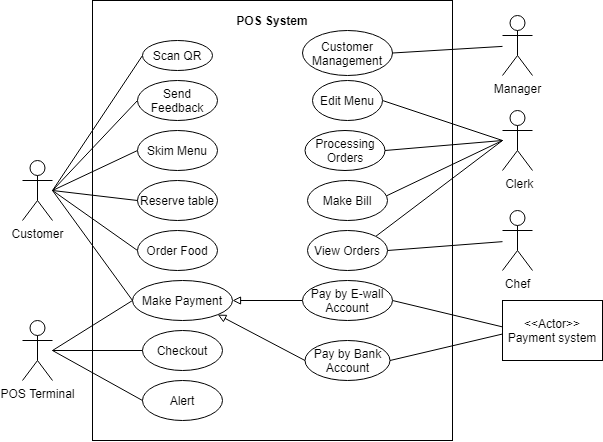 POS System
Scan QR
Send
Feedback
Skim Menu
Reserve table
Order Food
Make Payment
Checkout
Alert
Customer
Management
Edit Menu
Processing
Orders
Make Bill
View Orders
Pay by E-wall
Account
Pay by Bank
Account
Customer
POS Terminal
Manager
Clerk
Chef
<<Actor>>
Payment system